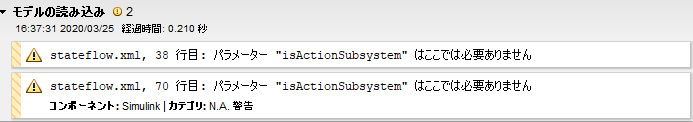 モデルの読み込み 2
16:37:31 2020/03/25 経過時間: 0.210 秒
stateflow.xml, 38 行目: パラメーター "isActionSubsystem" はここでは必要ありません
stateflow.xml, 70 行目: パラメーター "isActionSubsystem" はここでは必要ありません
コンポーネント: Simulink | カテゴリ: N.A. 警告